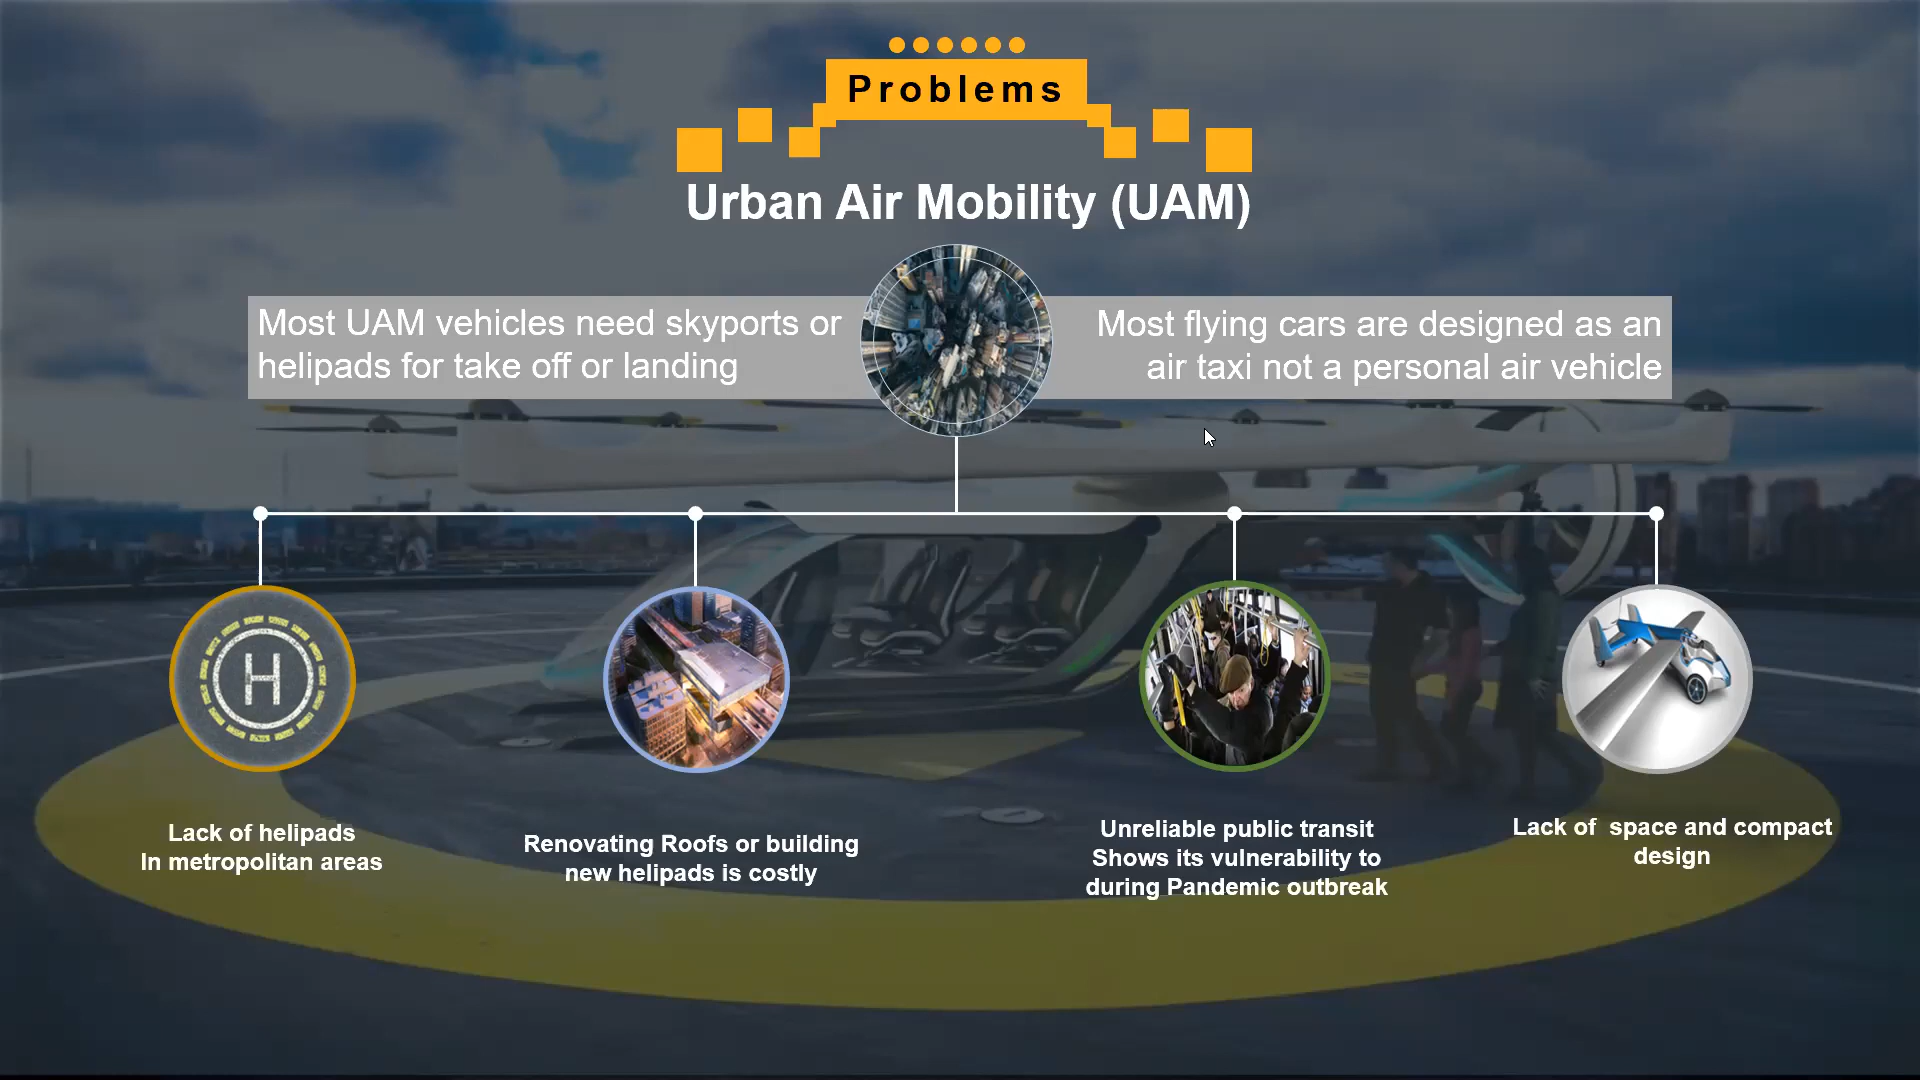 Problems
Urban Air Mobility (UAM)
Most UAM vehicles need skyports or
helipads for take off or landing
Most flying cars are designed as an
air taxi not a personal air vehicle
H
Lack of helipads
In metropolitan areas
Renovating Roofs or building
new helipads is costly
Unreliable public transit
Shows its vulnerability to
during Pandemic outbreak
Lack of  space and compact
design